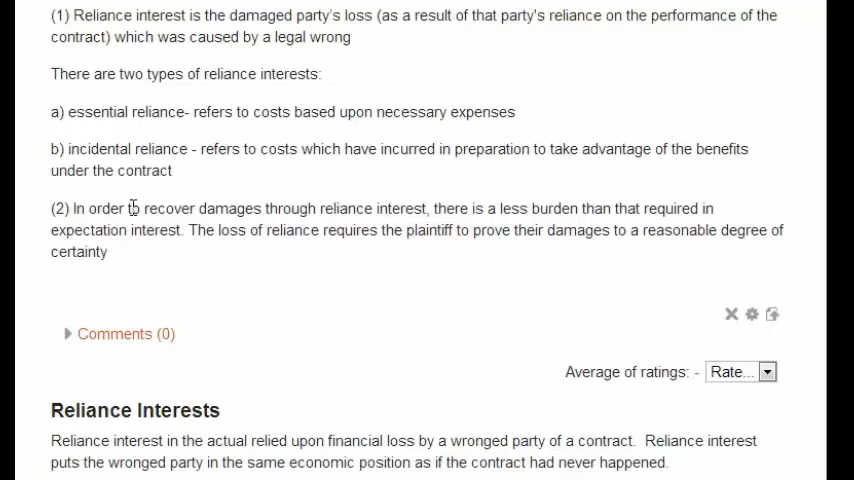 (1) Reliance interest is the damaged party's loss (as a result of that party's reliance on the performance of the
contract) which was caused by a legal wrong
There are two types of reliance interests:
a) essential reliance- refers to costs based upon necessary expenses
b) incidental reliance - refers to costs which have incurred in preparation to take advantage of the benefits
under the contract
(2) In order to recover damages through reliance interest, there is a less burden than that required in
expectation interest. The loss of reliance requires the plaintiff to prove their damages to a reasonable degree of
certainty
Comments (0)
Average of ratings: - Rate...
Reliance Interests
Reliance interest in the actual relied upon financial loss by a wronged party of a contract. Reliance interest
puts the wronged party in the same economic position as if the contract had never happened.